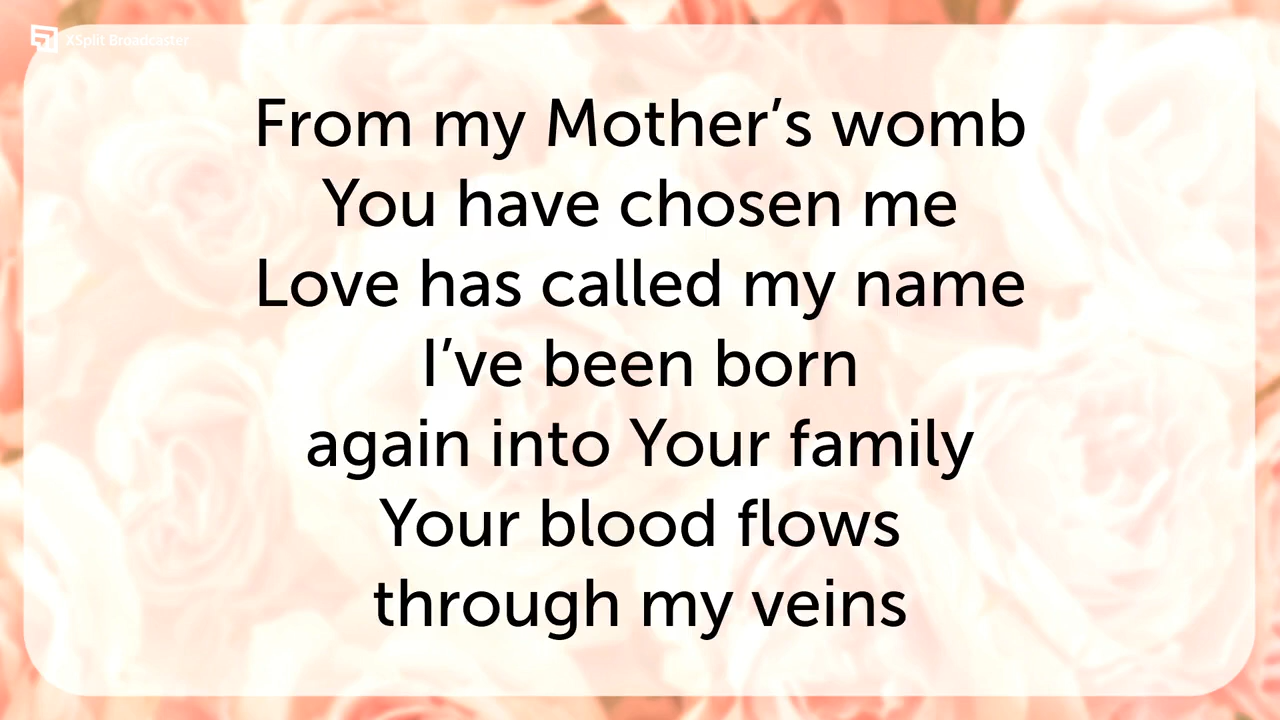 XSplit Broadcaster
From my Mother’s womb
You have chosen me
Love has called my name
I’ve been born
again into Your family
Your blood flows
through my veins